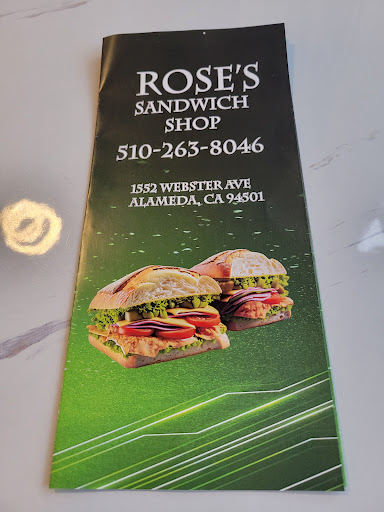 ROSE'S
SANDWICH
SHOP
510-263-8046
1552 WEBSTER AVE
ALAMEDA, CA 94501